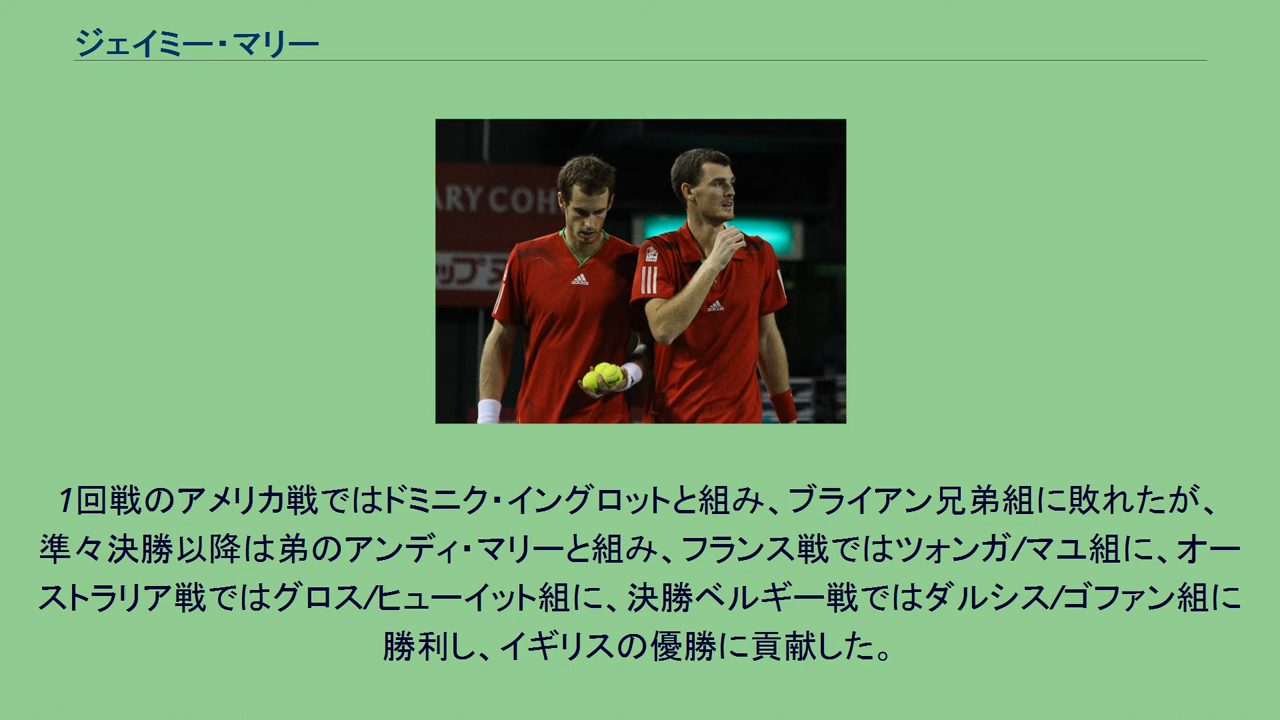 ジェイミー・マリー
ARY COH
ップス
adidas
adidas
1回戦のアメリカ戦ではドミニク・イングロットと組み、ブライアン兄弟組に敗れたが、
準々決勝以降は弟のアンディ・マリーと組み、フランス戦ではツォンガ/マユ組に、オー
ストラリア戦ではグロス/ヒューイット組に、決勝ベルギー戦ではダルシス/ゴファン組に
勝利し、イギリスの優勝に貢献した。